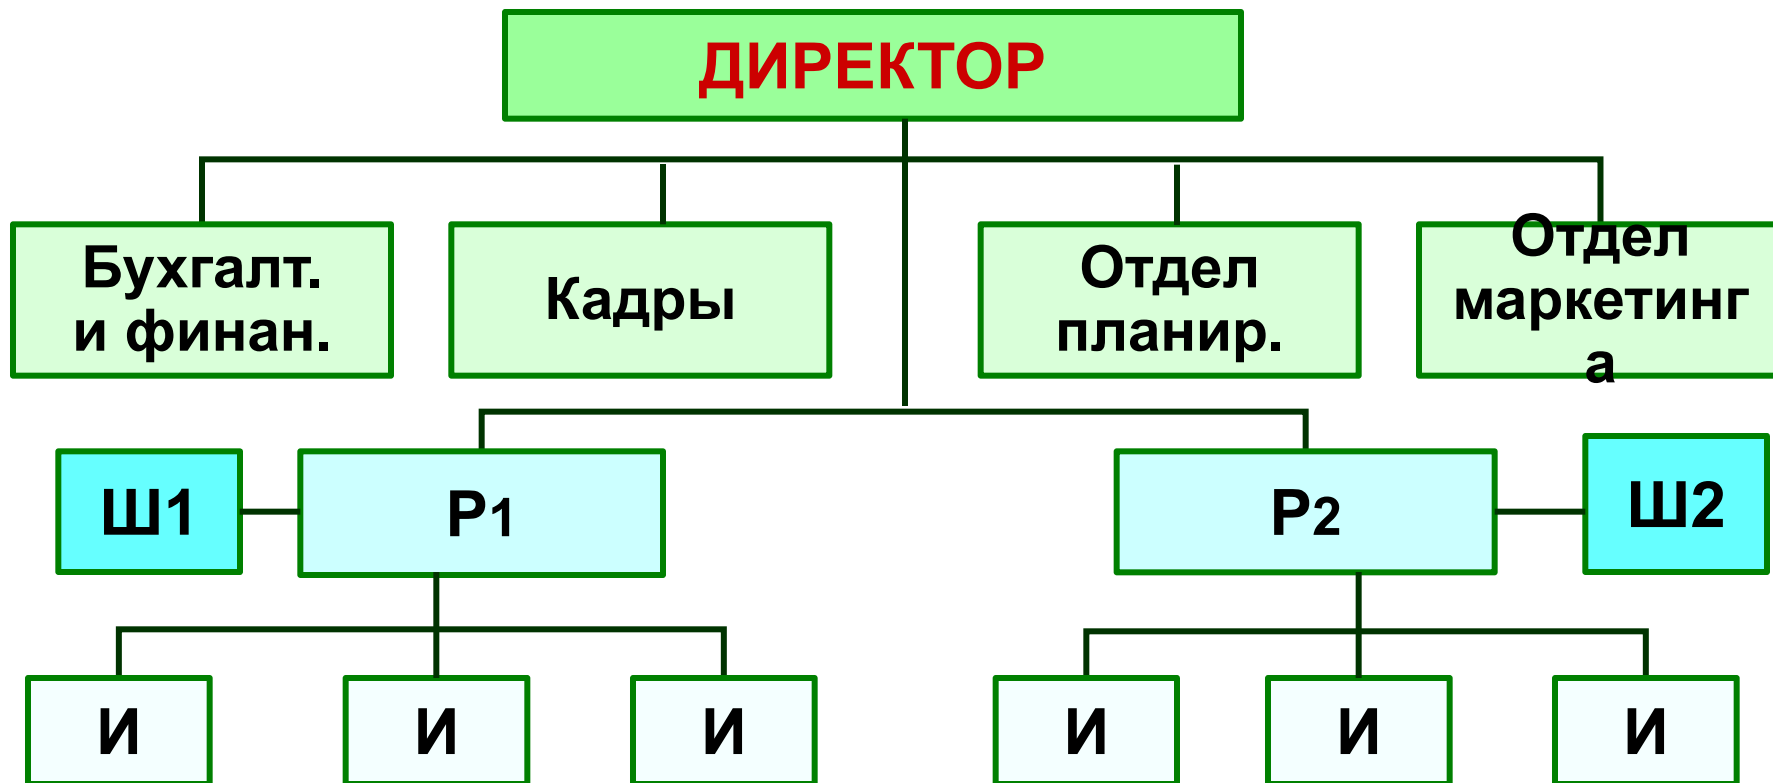 ДИРЕКТОР
Бухгалт.
и финан.
Кадры
Отдел
планир.
Отдел
маркетинг
а
Ш1
Р1
Р2
Ш2
И
И
И
И
И
И